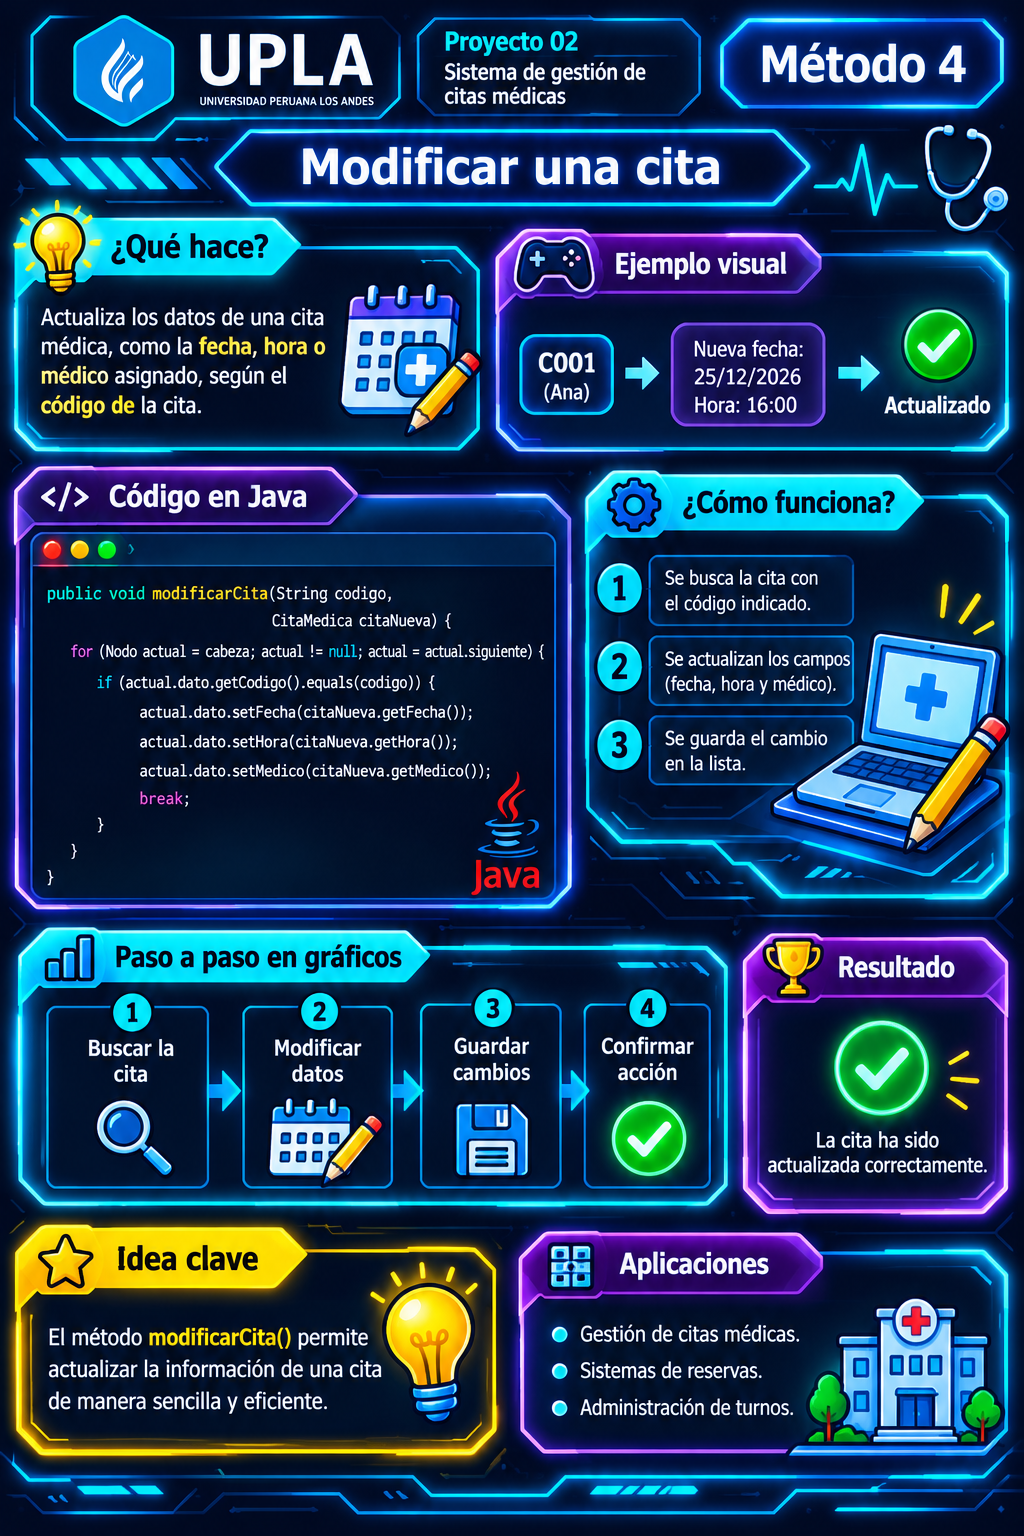 UPLA
UNIVERSIDAD PERUANA LOS ANDES
Proyecto 02
Sistema de gestión de
citas médicas
Método 4
Modificar una cita
¿Qué hace?
Actualiza los datos de una cita
médica, como la fecha, hora o
médico asignado, según el
código de la cita.
Ejemplo visual
C001
(Ana)
Nueva fecha:
25/12/2026
Hora: 16:00
Actualizado
</> Código en Java
public void modificarCita(String codigo,
CitaMedica citaNueva) {
for (Nodo actual = cabeza; actual != null; actual = actual.siguiente) {
if (actual.dato.getCodigo().equals(codigo)) {
actual.dato.setFecha(citaNueva.getFecha());
actual.dato.setHora(citaNueva.getHora());
actual.dato.setMedico(citaNueva.getMedico());
break;
}
}
}
Java
¿Cómo funciona?
1
Se busca la cita con
el código indicado.
2
Se actualizan los campos
(fecha, hora y médico).
3
Se guarda el cambio
en la lista.
Paso a paso en gráficos
1
Buscar la
cita
2
Modificar
datos
3
Guardar
cambios
4
Confirmar
acción
Resultado
La cita ha sido
actualizada correctamente.
Idea clave
El método modificarCita() permite
actualizar la información de una cita
de manera sencilla y eficiente.
Aplicaciones
Gestión de citas médicas.
Sistemas de reservas.
Administración de turnos.